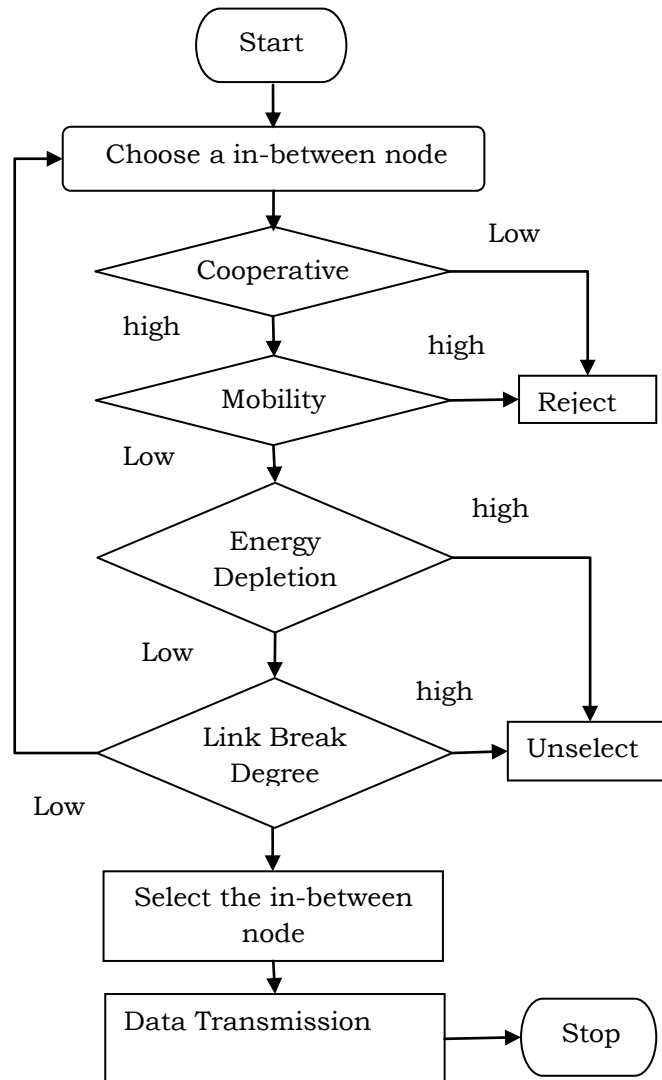 Start
Choose a in-between node
Low
Cooperative
high
high
Mobility
Reject
Low
high
Energy
Depletion
Low
high
Link Break
Degree
Unselect
Low
Select the in-between
node
Data Transmission
Stop